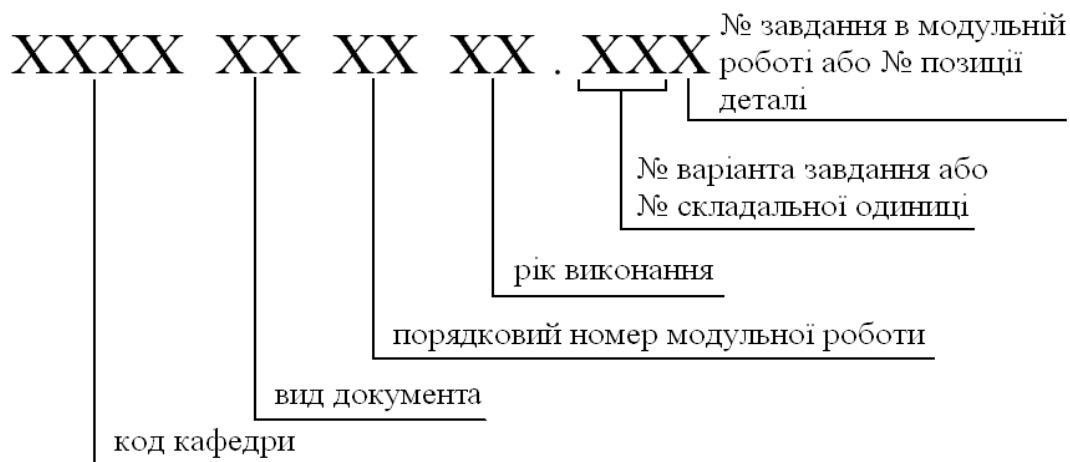 XXXX XX XX XX . XXX
№ завдання в модульній
роботі або № позиції
деталі
№ варіанта завдання або
№ складальної одиниці
рік виконання
порядковий номер модульної роботи
вид документа
код кафедри